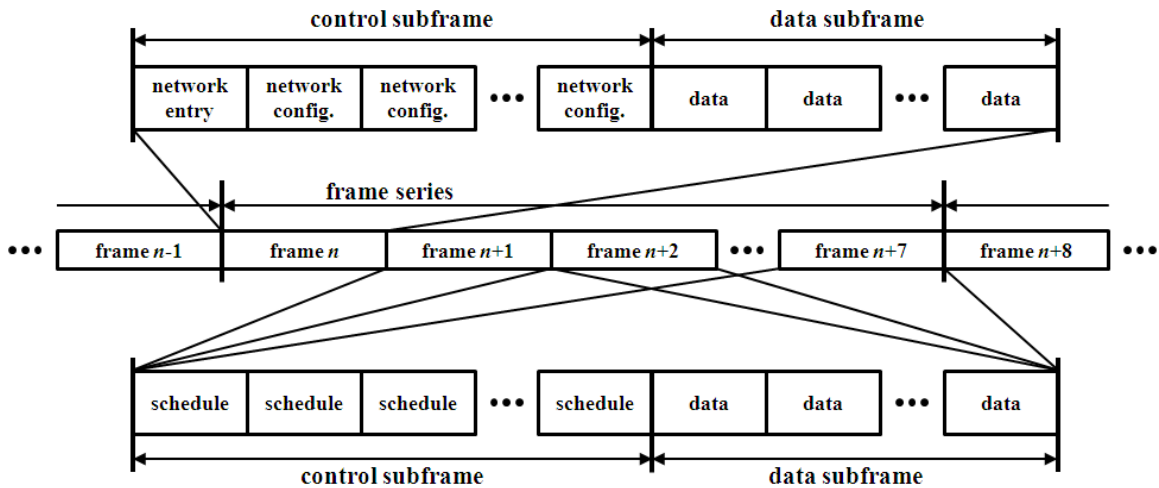 control subframe data subframe
network entry network config. network config. ••• network config. data data ••• data
frame series
••• frame n-1 frame n frame n+1 frame n+2 ••• frame n+7 frame n+8 •••
schedule schedule schedule ••• schedule data data ••• data
control subframe data subframe